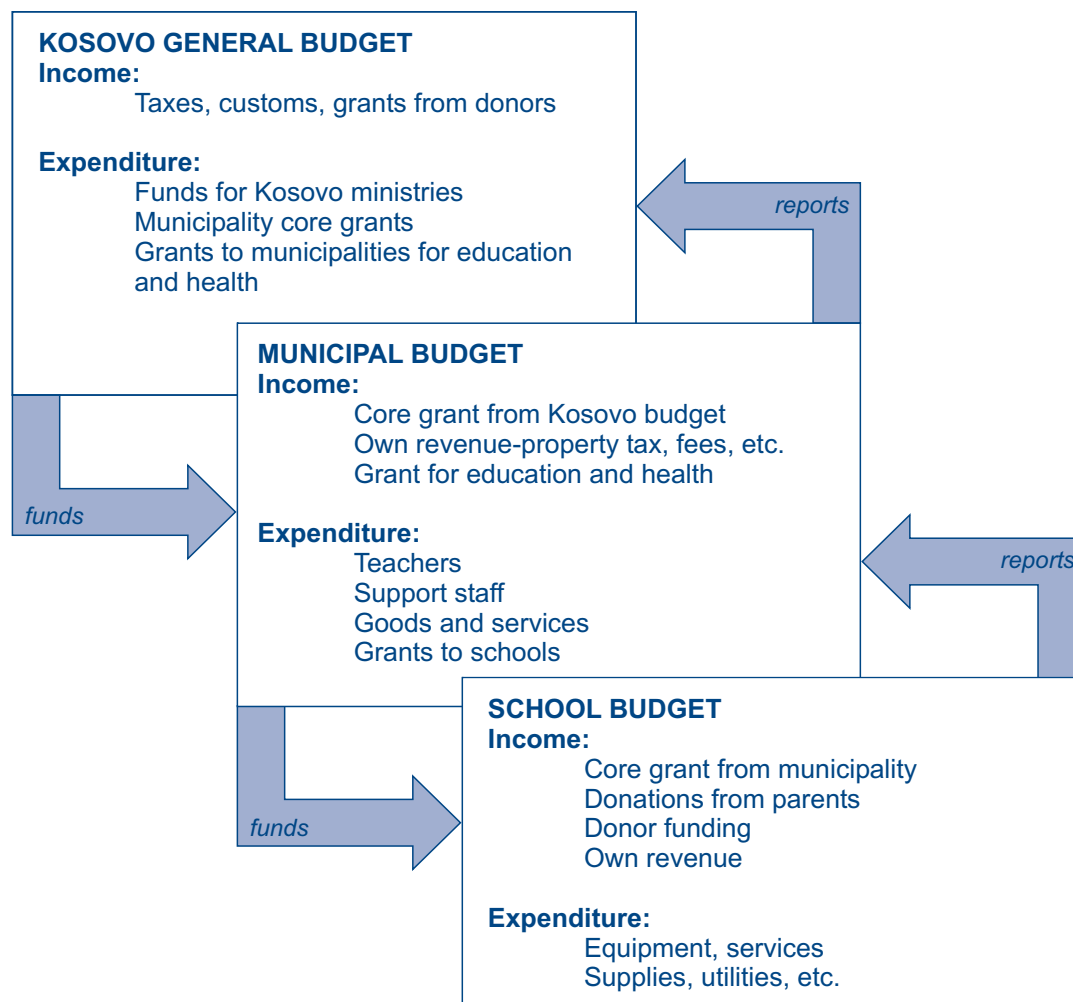 KOSOVO GENERAL BUDGET
Income:
Taxes, customs, grants from donors
Expenditure:
Funds for Kosovo ministries
Municipality core grants
Grants to municipalities for education
and health
reports
MUNICIPAL BUDGET
Income:
Core grant from Kosovo budget
Own revenue-property tax, fees, etc.
Grant for education and health
funds
Expenditure:
Teachers
Support staff
Goods and services
Grants to schools
reports
SCHOOL BUDGET
Income:
Core grant from municipality
Donations from parents
Donor funding
Own revenue
funds
Expenditure:
Equipment, services
Supplies, utilities, etc.